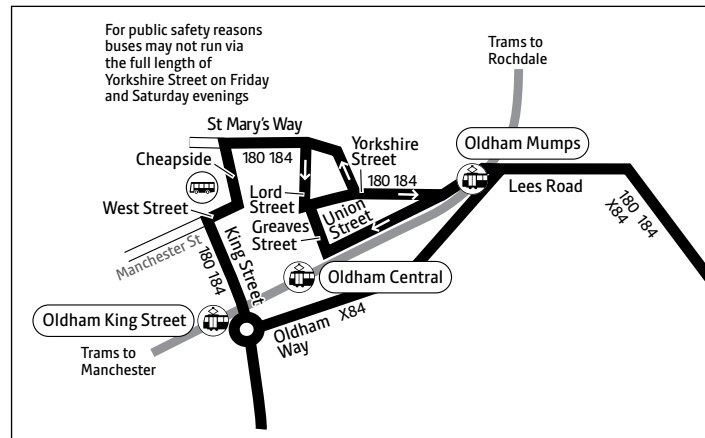 For public safety reasons
buses may not run via
the full length of
Yorkshire Street on Friday
and Saturday evenings
Trams to
Rochdale
St Mary's Way
Yorkshire
Street
Oldham Mumps
Cheapside
180 184
180 184
Lees Road
Lord
Street
Union
Street
West Street
Greaves
Street
180 184
X84
Manchester St
King Street
180 184
Oldham Central
Oldham King Street
Oldham
Way
X84
Trams to
Manchester